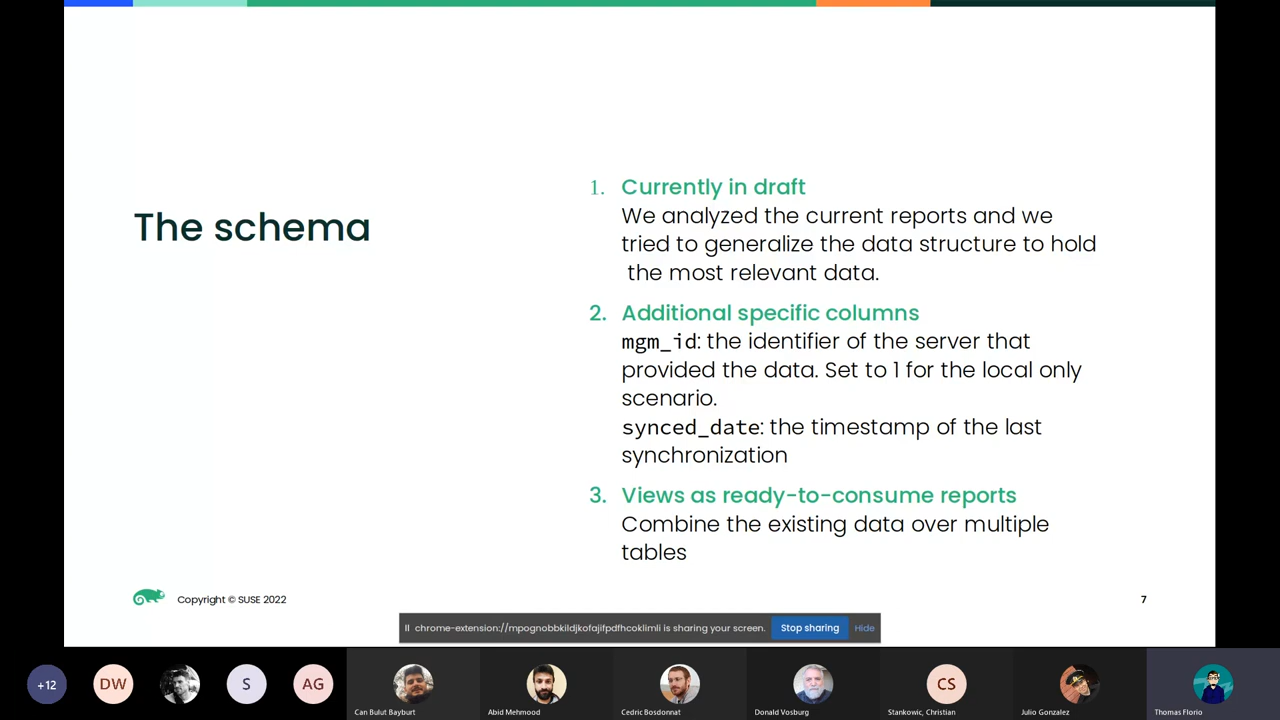 The schema
1. Currently in draft
We analyzed the current reports and we
tried to generalize the data structure to hold
the most relevant data.
2. Additional specific columns
mgm_id: the identifier of the server that
provided the data. Set to 1 for the local only
scenario.
synced_date: the timestamp of the last
synchronization
3. Views as ready-to-consume reports
Combine the existing data over multiple
tables
Copyright © SUSE 2022
7
chrome-extension://mpognobbkildjkofajifpdfhcoklimli is sharing your screen.
Stop sharing
Hide
+12
DW
S
AG
CS
Can Bulut Bayburt
Abid Mehmood
Cedric Bosdonnat
Donald Vosburg
Stankovic, Christian
Julio Gonzalez
Thomas Florio